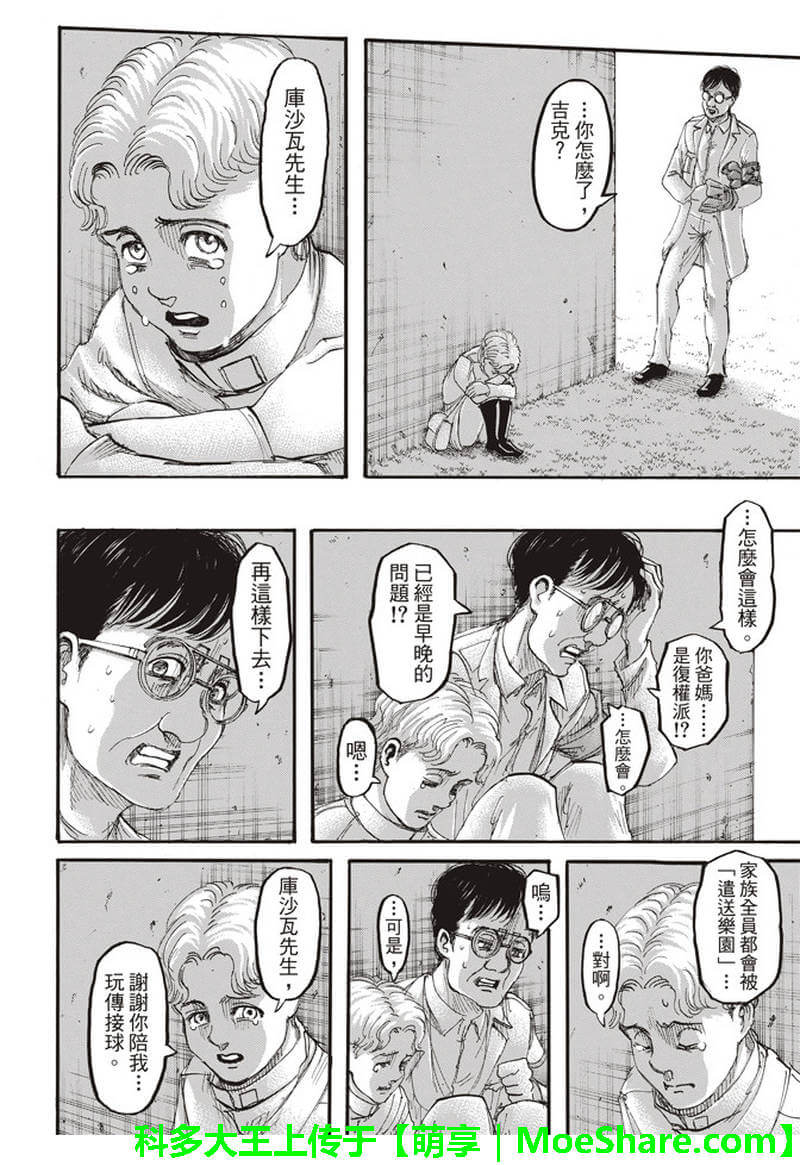 …你怎麼了，
吉克？
庫沙瓦先生…
…怎麼會這樣。
你爸媽……
是復權派!?
…怎麼會。
已經是早晚的
問題!?
嗯…
再這樣下去…
家族全員都會被
「遣送樂園」…
…對啊。
嗚…
…可是，
庫沙瓦先生，
謝謝你陪我
玩傳接球。
科多大王上传于【萌享|MoeShare.com】